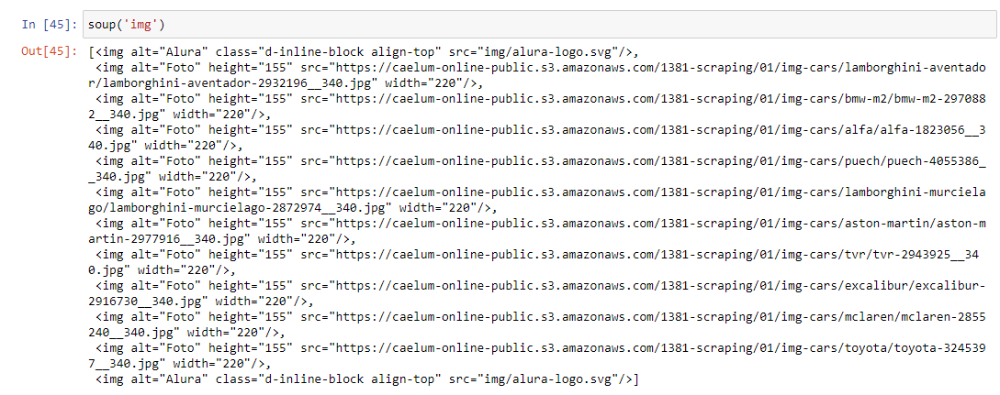 In [45]: soup('img')
Out[45]: [<img alt="Alura" class="d-inline-block align-top" src="img/alura-logo.svg"/>,
<img alt="Foto" height="155" src="https://caelum-online-public.s3.amazonaws.com/1381-scraping/01/img-cars/lamborghini-aventado
r/lamborghini-aventador-2932196__340.jpg" width="220"/>,
<img alt="Foto" height="155" src="https://caelum-online-public.s3.amazonaws.com/1381-scraping/01/img-cars/bmw-m2/bmw-m2-297088
2__340.jpg" width="220"/>,
<img alt="Foto" height="155" src="https://caelum-online-public.s3.amazonaws.com/1381-scraping/01/img-cars/alfa/alfa-1823056__3
40.jpg" width="220"/>,
<img alt="Foto" height="155" src="https://caelum-online-public.s3.amazonaws.com/1381-scraping/01/img-cars/puech/puech-4055386_
_340.jpg" width="220"/>,
<img alt="Foto" height="155" src="https://caelum-online-public.s3.amazonaws.com/1381-scraping/01/img-cars/lamborghini-murciela
go/lamborghini-murcielago-2872974__340.jpg" width="220"/>,
<img alt="Foto" height="155" src="https://caelum-online-public.s3.amazonaws.com/1381-scraping/01/img-cars/aston-martin/aston-m
artin-2977916__340.jpg" width="220"/>,
<img alt="Foto" height="155" src="https://caelum-online-public.s3.amazonaws.com/1381-scraping/01/img-cars/tvr/tvr-2943925__34
0.jpg" width="220"/>,
<img alt="Foto" height="155" src="https://caelum-online-public.s3.amazonaws.com/1381-scraping/01/img-cars/excalibur/excalibur-
2916730__340.jpg" width="220"/>,
<img alt="Foto" height="155" src="https://caelum-online-public.s3.amazonaws.com/1381-scraping/01/img-cars/mclaren/mclaren-2855
240__340.jpg" width="220"/>,
<img alt="Foto" height="155" src="https://caelum-online-public.s3.amazonaws.com/1381-scraping/01/img-cars/toyota/toyota-324539
7__340.jpg" width="220"/>,
<img alt="Alura" class="d-inline-block align-top" src="img/alura-logo.svg"/>]